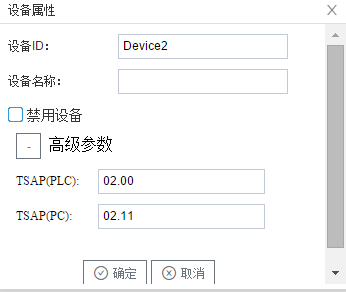 设备属性
设备ID： Device2
设备名称：
禁用设备
- 高级参数
TSAP(PLC): 02.00
TSAP(PC): 02.11
确定 取消